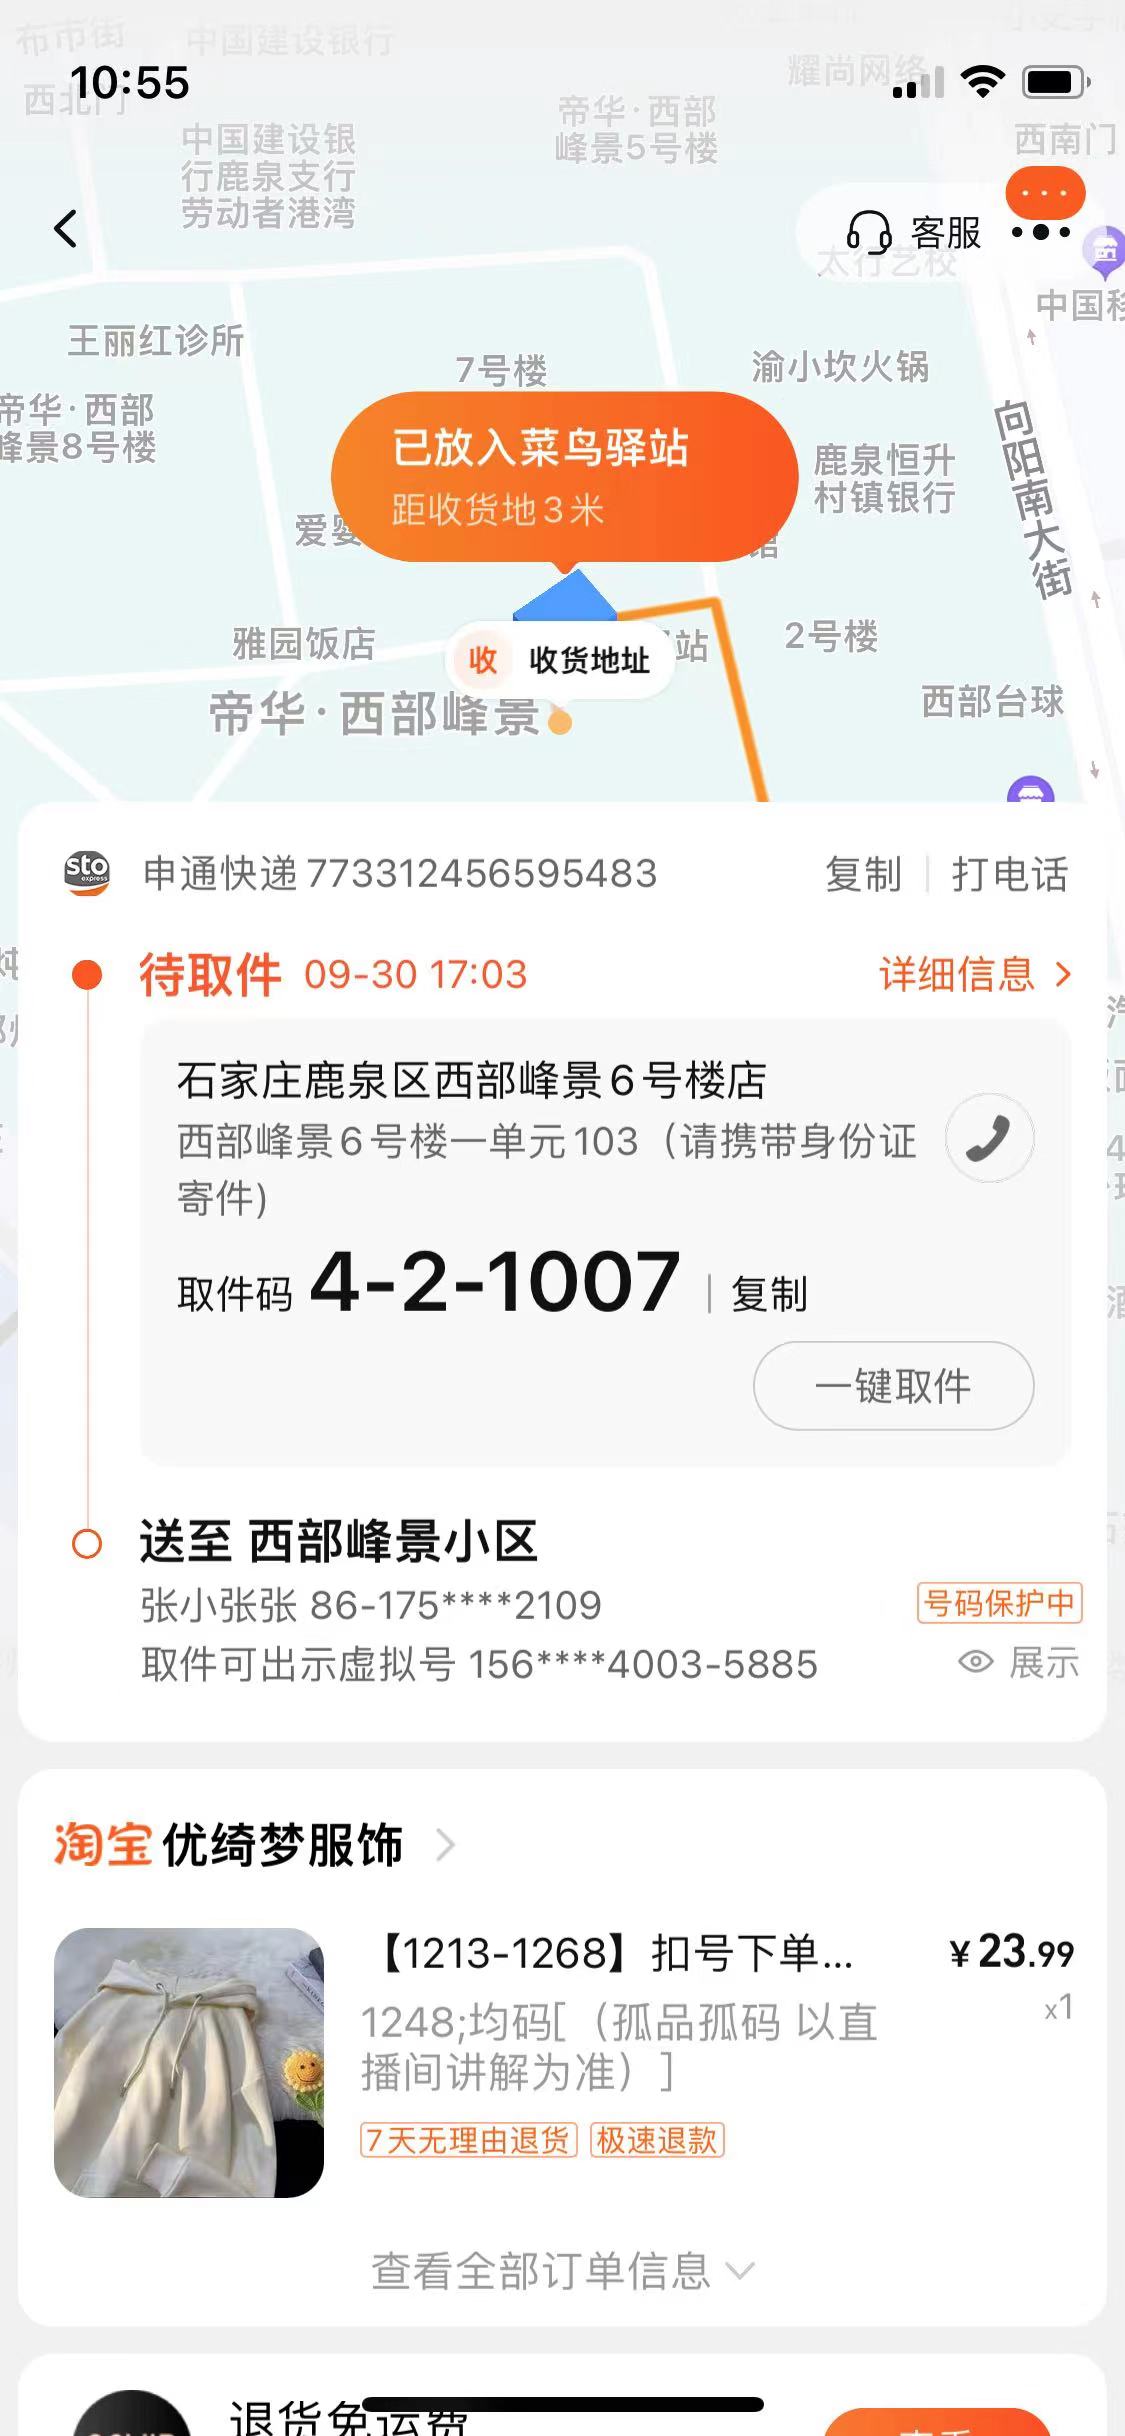 布市街
中国建设银行
10:55
耀尚网络
西北门
帝华·西部
峰景5号楼
西南门
中国建设银
行鹿泉支行
劳动者港湾
客服
太行艺校
中国移
王丽红诊所
7号楼
渝小坎火锅
帝华·西部
峰景8号楼
向阳南大街
已放入菜鸟驿站
距收货地3米
鹿泉恒升
村镇银行
爱婴
馆
雅园饭店
收 收货地址
站
2号楼
帝华·西部峰景
西部台球
sto express
申通快递 773312456595483
复制 | 打电话
待取件 09-30 17:03
详细信息
石家庄鹿泉区西部峰景6号楼店
西部峰景6号楼一单元103（请携带身份证
寄件)
取件码 4-2-1007 | 复制
一键取件
送至 西部峰景小区
张小张张 86-175****2109
号码保护中
取件可出示虚拟号 156****4003-5885
展示
淘宝 优绮梦服饰
【1213-1268】扣号下单...
¥23.99
1248;均码[（孤品孤码 以直
播间讲解为准）]
x1
7天无理由退货 极速退款
查看全部订单信息
退货免运费
查看